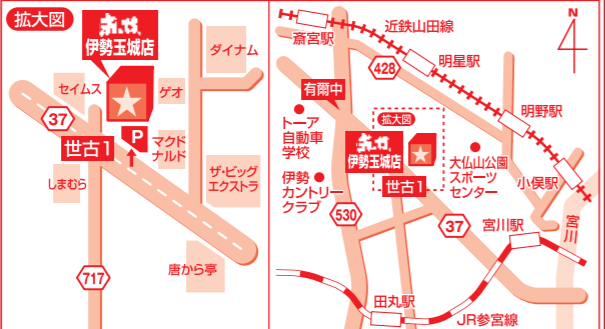 拡大図
伊勢玉城店
ダイナム
セイムス
ゲオ
37
P
世古1
マクド
ナルド
しまむら
ザ・ビッグ
エクストラ
唐から亭
717
N
斎宮駅
近鉄山田線
428
明星駅
有爾中
明野駅
拡大図
トーア
自動車
学校
伊勢玉城店
大仏山公園
スポーツ
センター
伊勢
カントリー
クラブ
世古1
小俣駅
530
37
宮川駅
宮川
田丸駅
JR参宮線